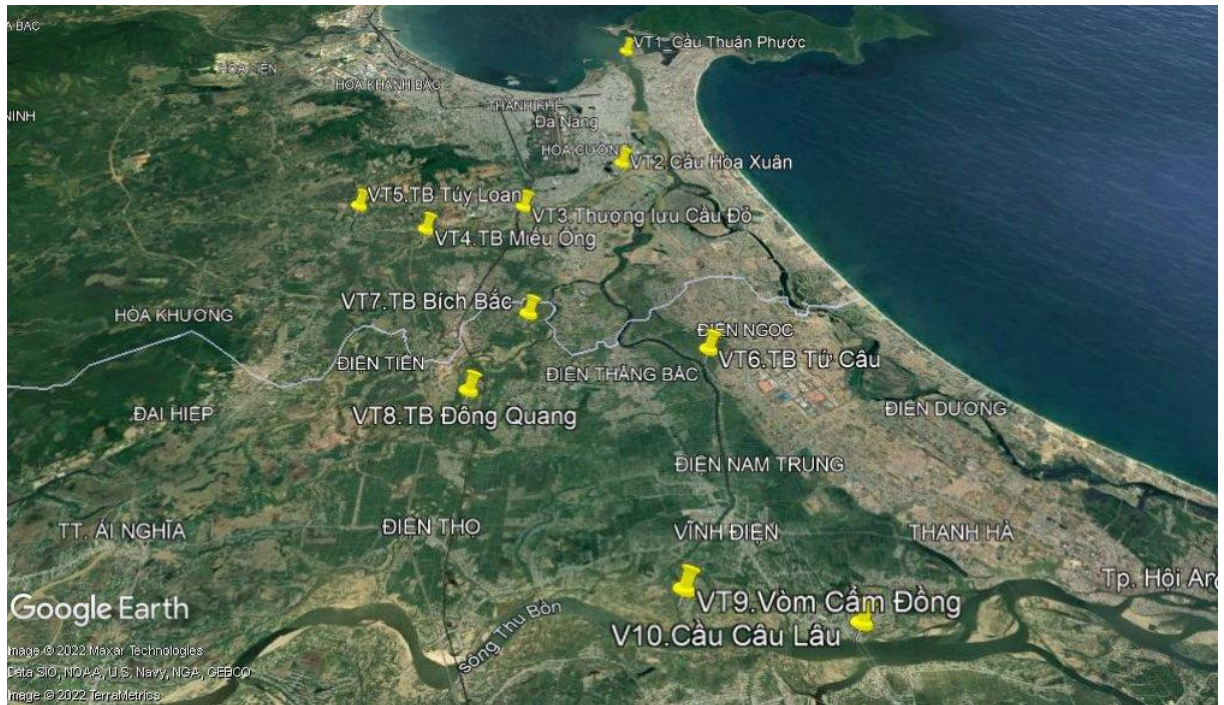 VT1_Cầu Thuận Phước
HÒA KHÁNH BẮC
THANH KHÊ
Đà Nẵng
HÒA CƯỜNG
VT2.Cầu Hòa Xuân
NINH
VT5.TB Túy Loan
VT3.Thượng lưu Cầu Đỏ
VT4.TB Miếu Ông
VT7.TB Bích Bắc
HÒA KHƯƠNG
ĐIỆN NGỌC
VT6.TB Tứ Câu
ĐIỆN TIẾN
ĐIỆN THẮNG BẮC
VT8.TB Đông Quang
ĐẠI HIỆP
ĐIỆN DƯƠNG
ĐIỆN NAM TRUNG
TT. ÁI NGHĨA
ĐIỆN THỌ
VĨNH ĐIỆN
THANH HÀ
Tp. Hội An
VT9.Vòm Cẩm Đồng
Google Earth
Sông Thu Bồn
V10.Cầu Câu Lâu
Image © 2022 Maxar Technologies
Data SIO, NOAA, U.S. Navy, NGA, GEBCO
Image © 2022 TerraMetrics